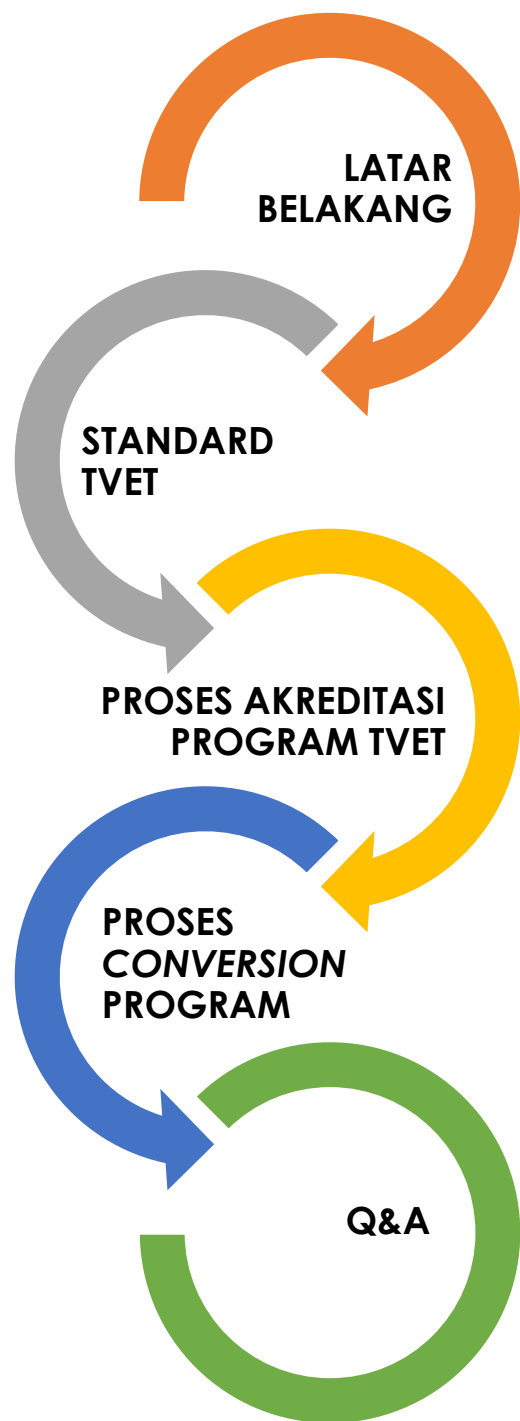 LATAR
BELAKANG
STANDARD
TVET
PROSES AKREDITASI
PROGRAM TVET
PROSES
CONVERSION
PROGRAM
Q&A